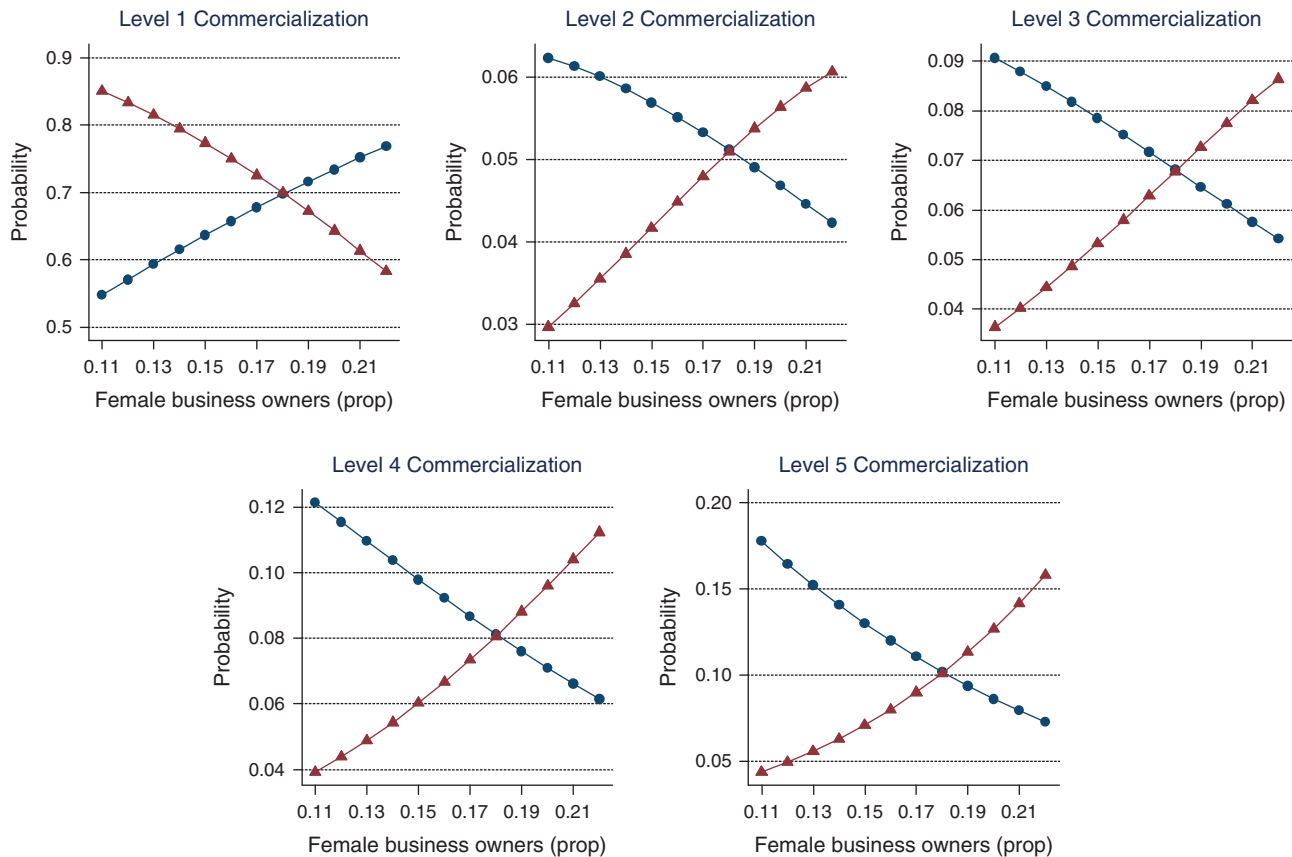 Level 1 Commercialization
0.9
0.8
0.7
0.6
0.5
Probability
0.11 0.13 0.15 0.17 0.19 0.21
Female business owners (prop)
Level 2 Commercialization
0.06
0.05
0.04
0.03
Probability
0.11 0.13 0.15 0.17 0.19 0.21
Female business owners (prop)
Level 3 Commercialization
0.09
0.08
0.07
0.06
0.05
0.04
Probability
0.11 0.13 0.15 0.17 0.19 0.21
Female business owners (prop)
Level 4 Commercialization
0.12
0.10
0.08
0.06
0.04
Probability
0.11 0.13 0.15 0.17 0.19 0.21
Female business owners (prop)
Level 5 Commercialization
0.20
0.15
0.10
0.05
Probability
0.11 0.13 0.15 0.17 0.19 0.21
Female business owners (prop)